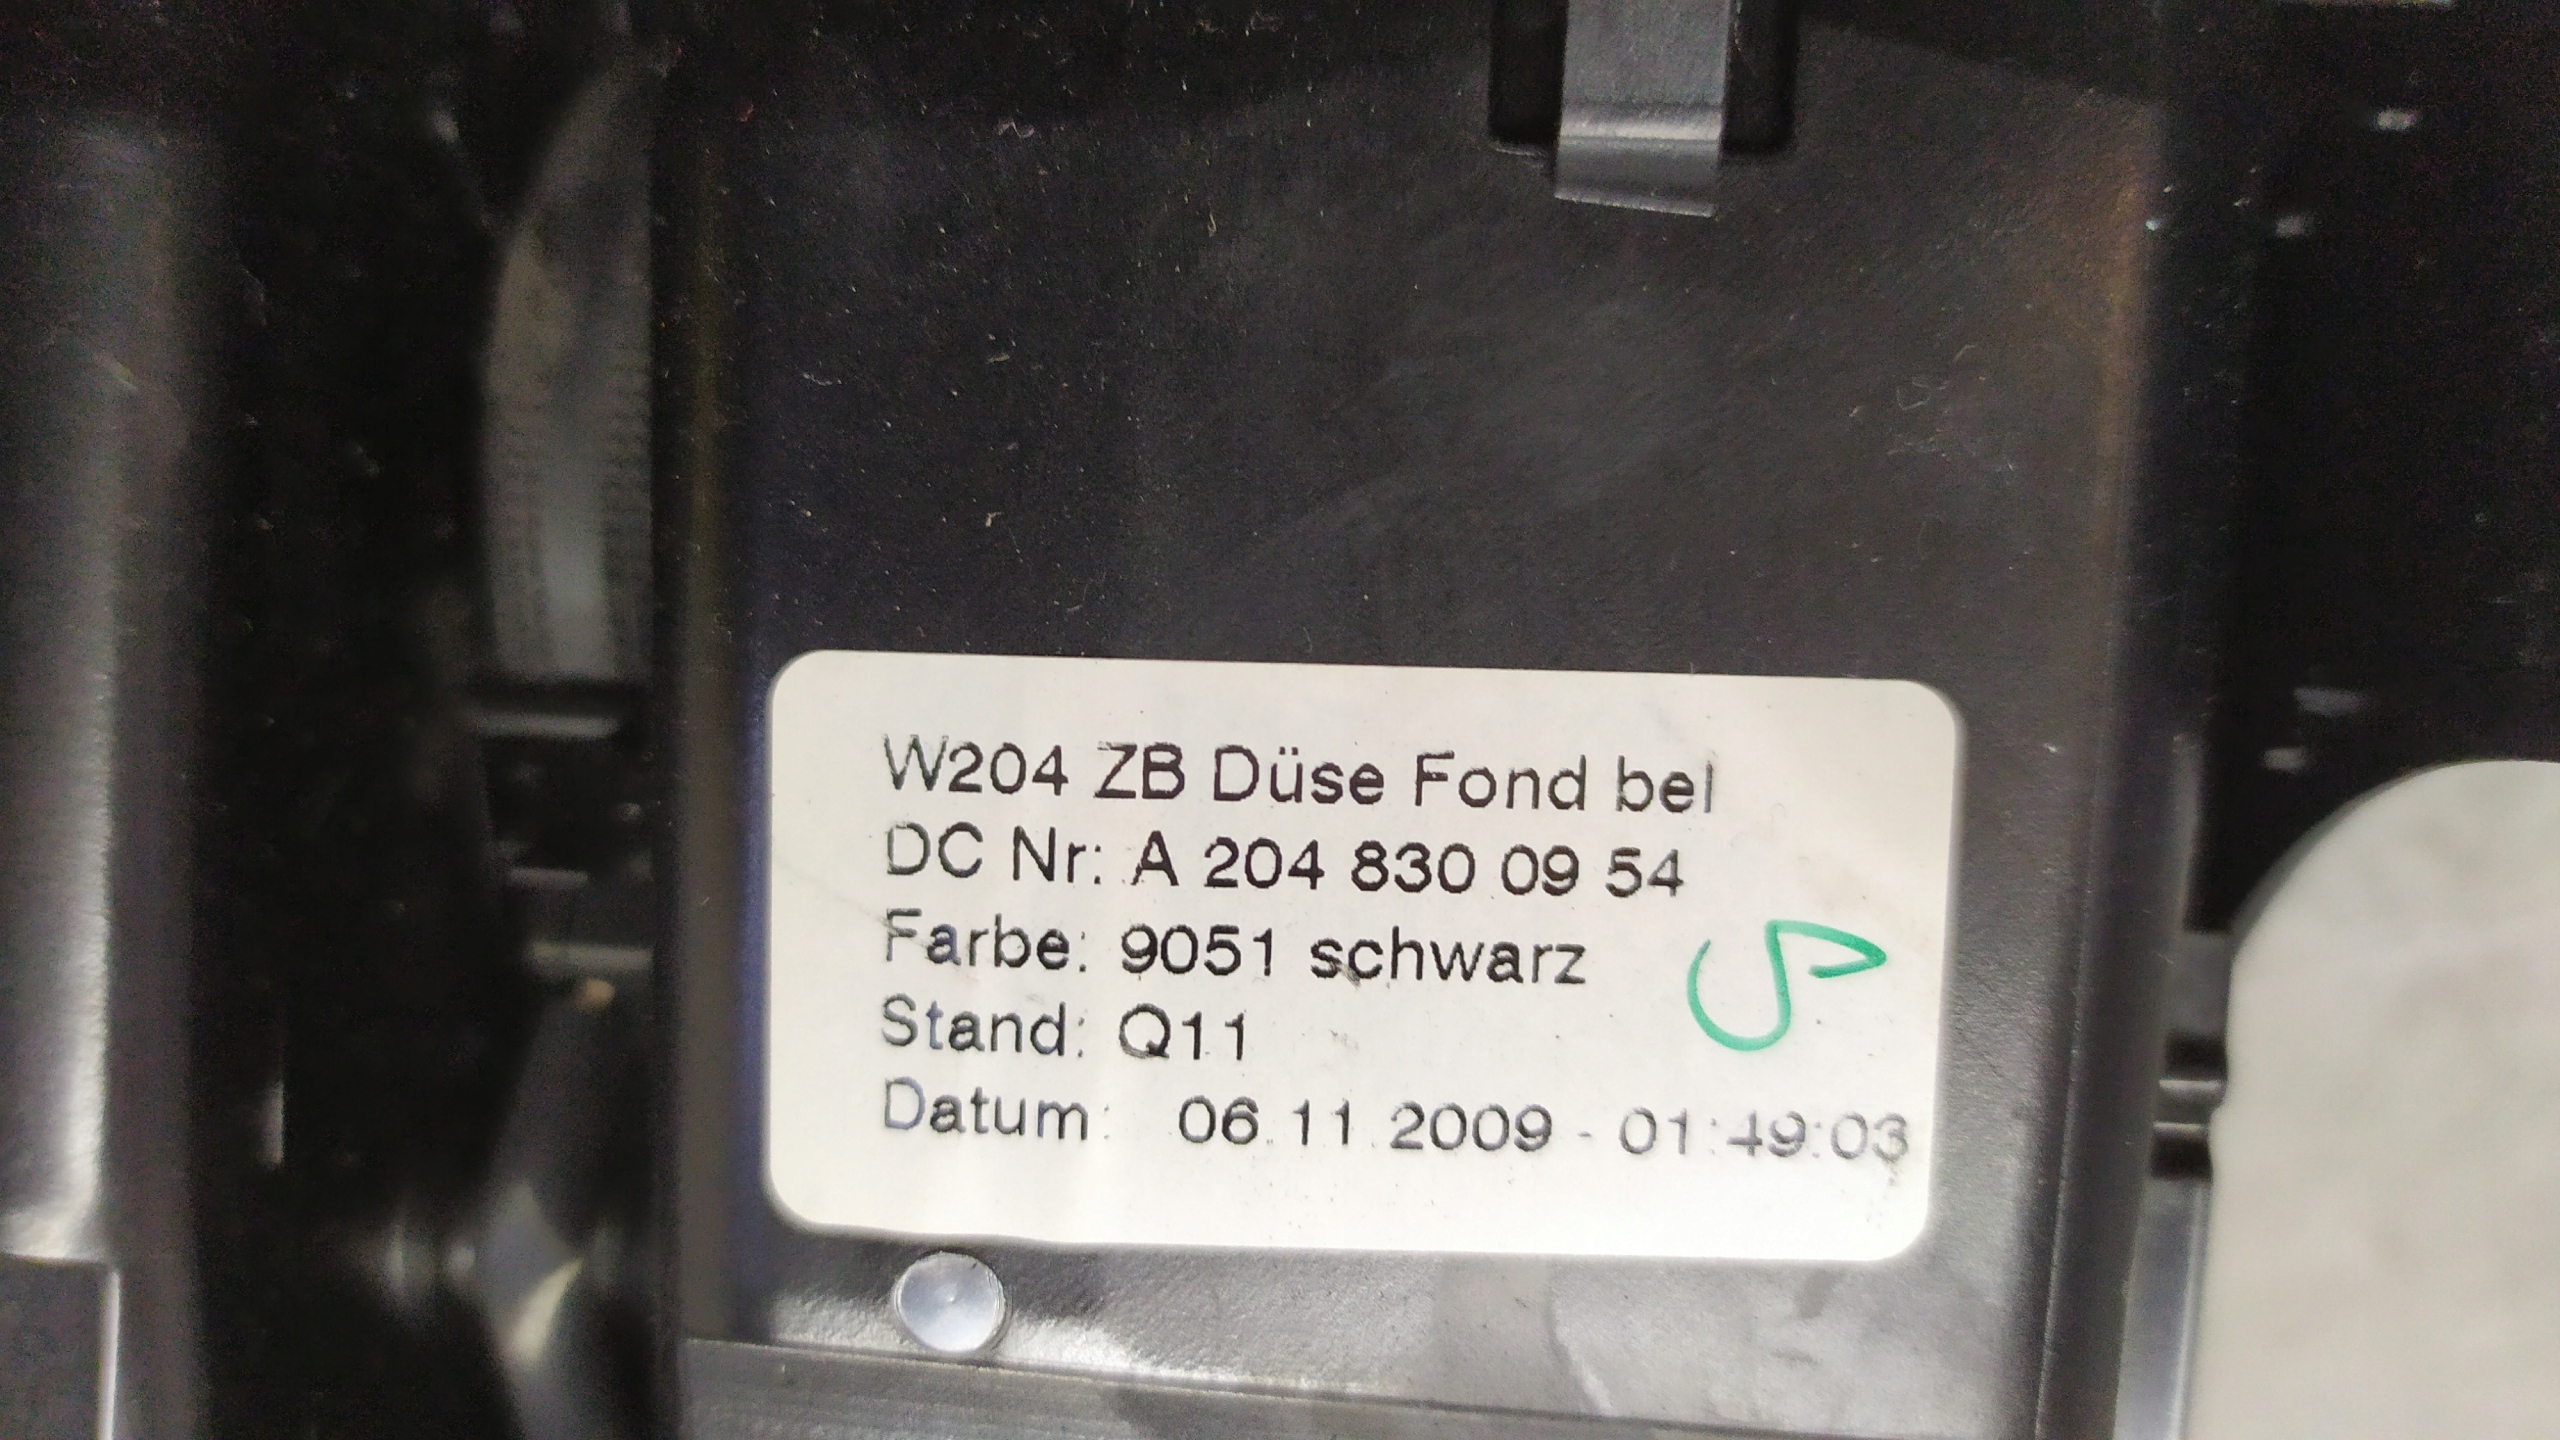 W204 ZB Düse Fond bel
DC Nr: A 204 830 09 54
Farbe: 9051 schwarz
Stand: Q11
Datum: 06.11.2009 - 01:49:03